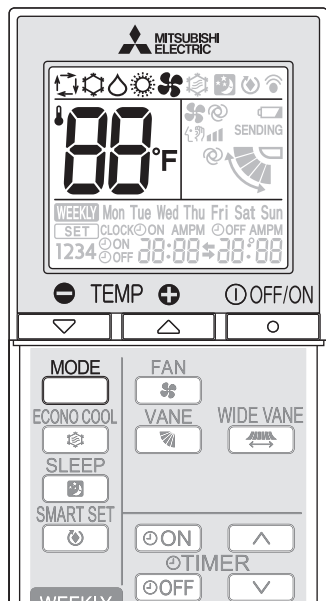 MITSUBISHI
ELECTRIC
88°F
SENDING
WEEKLY Mon Tue Wed Thu Fri Sat Sun
SET CLOCK ON AMPM OFF AMPM
1234 ON OFF 88:88 88:88
TEMP OFF/ON
MODE FAN
ECONO COOL VANE WIDE VANE
SLEEP
SMART SET
ON
TIMER
OFF
WEEKLY